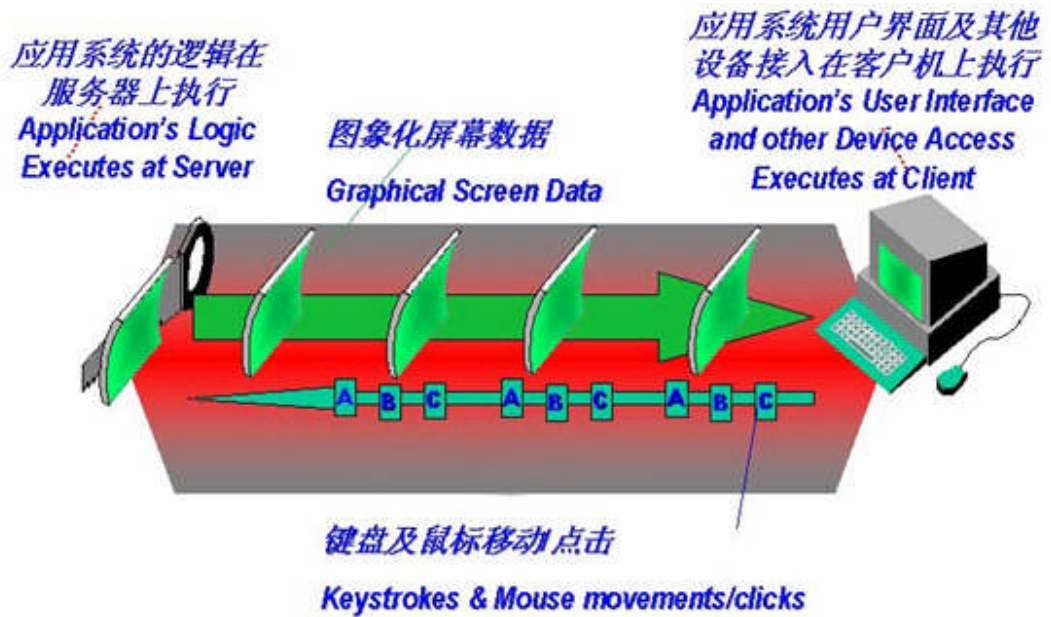 应用系统的逻辑在
服务器上执行
Application's Logic
Executes at Server
图象化屏幕数据
Graphical Screen Data
应用系统用户界面及其他
设备接入在客户机上执行
Application's User Interface
and other Device Access
Executes at Client
A B C A B C A B C
键盘及鼠标移动/点击
Keystrokes & Mouse movements/clicks